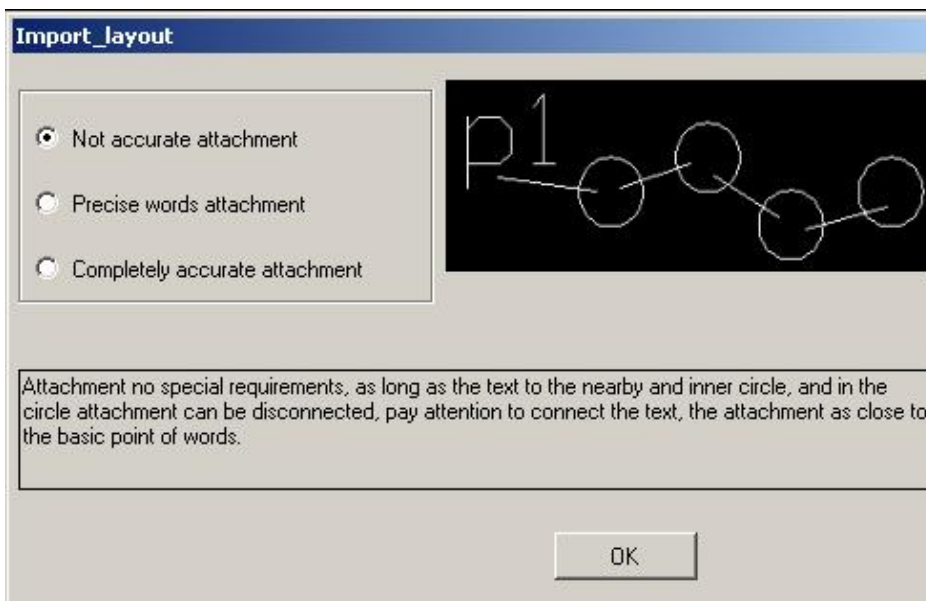 Import_layout
p1
Not accurate attachment
Precise words attachment
Completely accurate attachment
Attachment no special requirements, as long as the text to the nearby and inner circle, and in the
circle attachment can be disconnected, pay attention to connect the text, the attachment as close to
the basic point of words.
OK